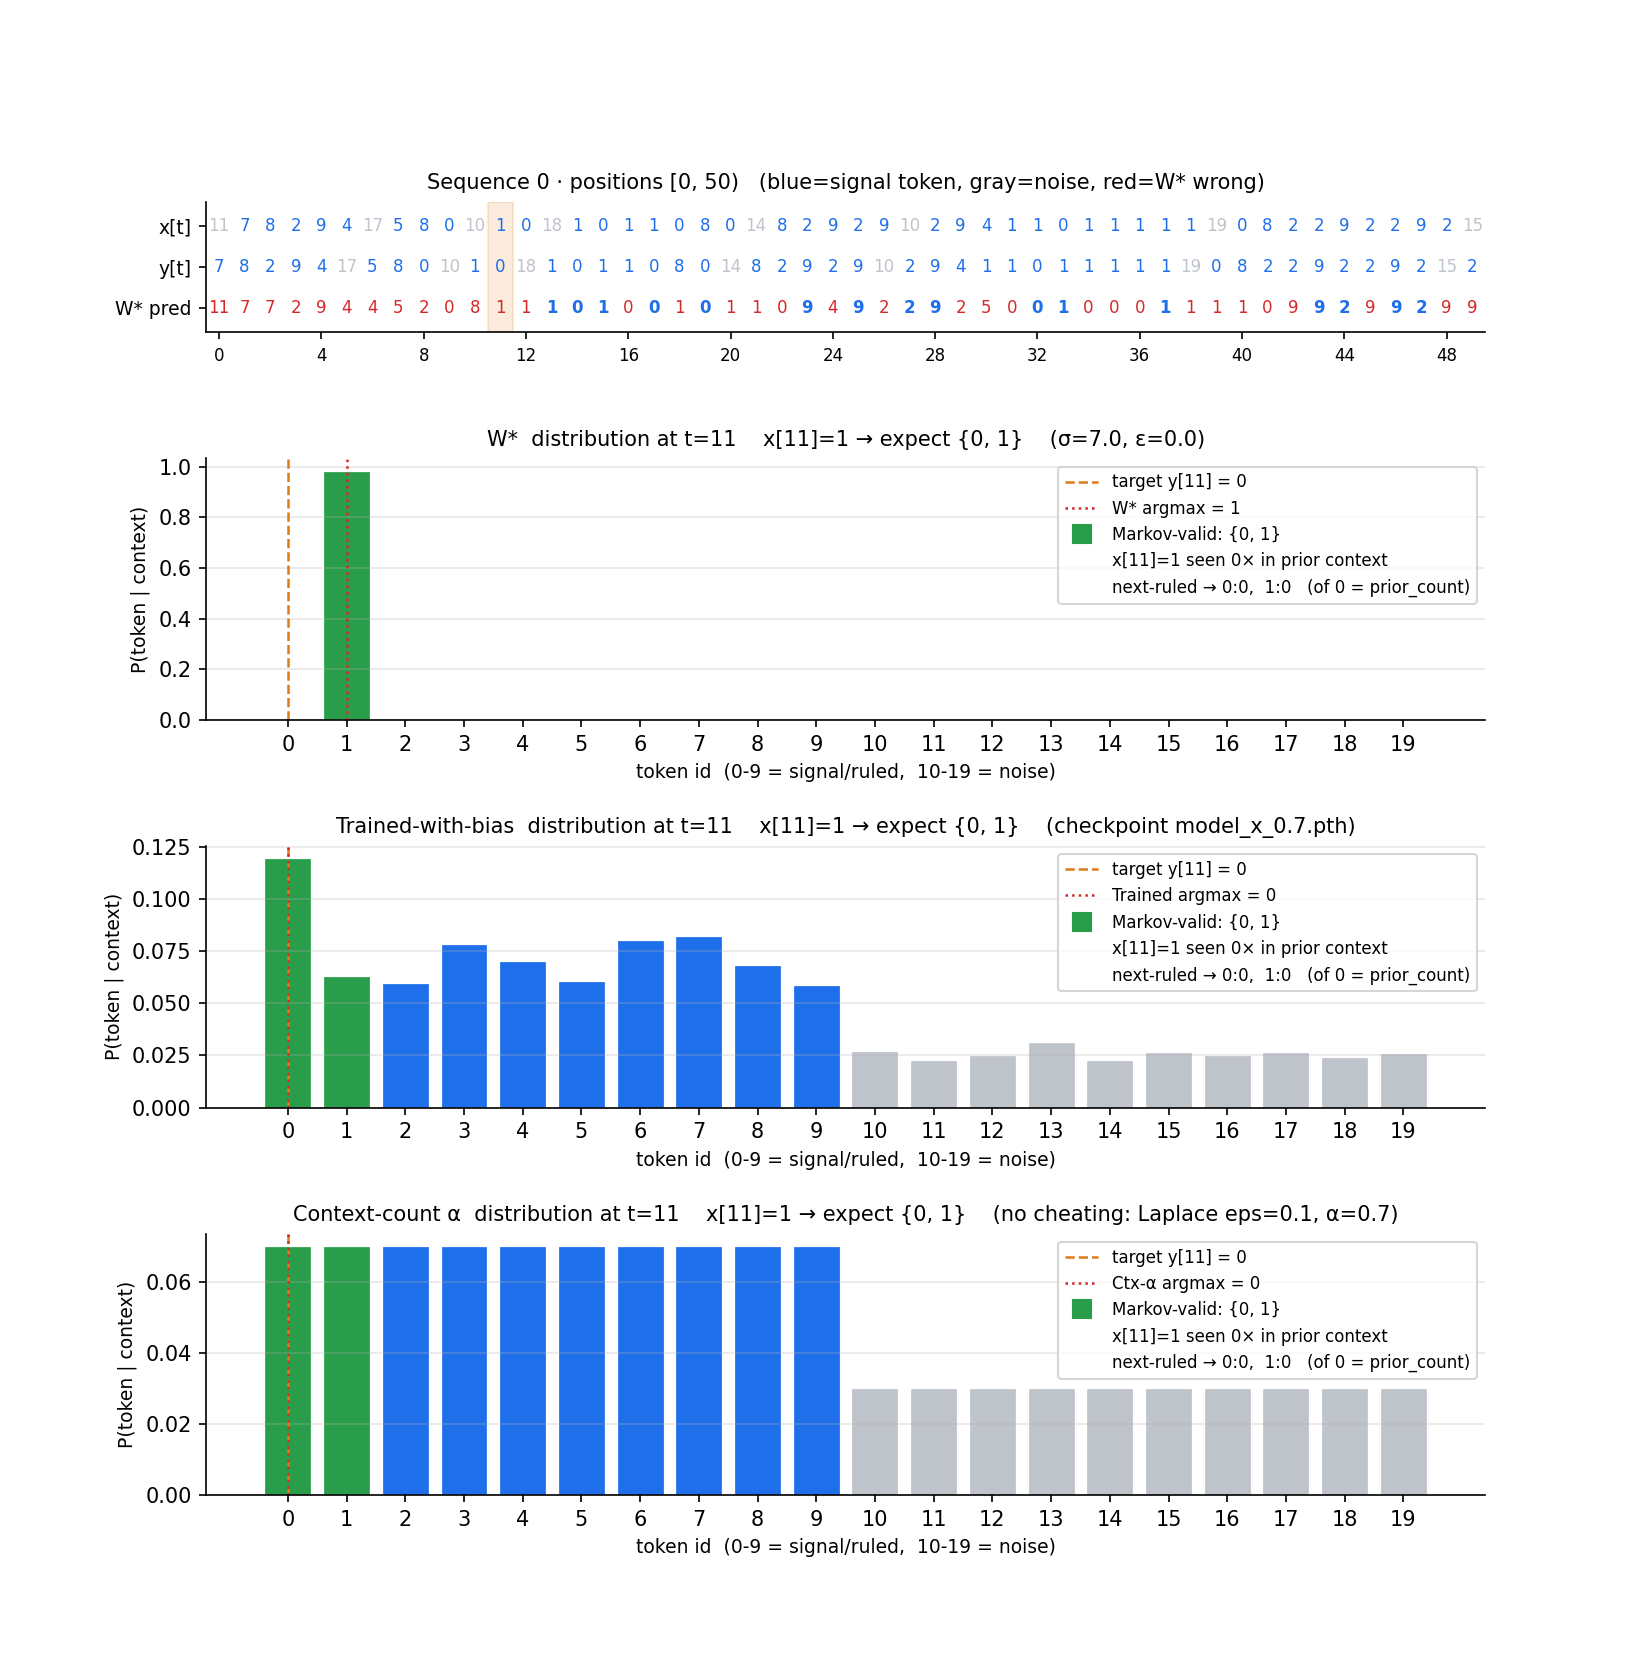 Sequence 0 · positions [0, 50)   (blue=signal token, gray=noise, red=W* wrong)
x[t] 11 7 8 2 9 4 17 5 8 0 10 1 0 18 1 0 1 1 0 8 0 14 8 2 9 2 9 10 2 9 4 1 1 0 1 1 1 1 1 19 0 8 2 2 9 2 2 9 2 15
y[t] 7 8 2 9 4 17 5 8 0 10 1 0 18 1 0 1 1 0 8 0 14 8 2 9 2 9 10 2 9 4 1 1 0 1 1 1 1 1 19 0 8 2 2 9 2 2 9 2 15 2
W* pred 11 7 7 2 9 4 4 5 2 0 8 1 1 1 0 1 0 0 1 0 1 1 0 9 4 9 2 2 9 2 5 0 0 1 0 0 0 1 1 1 1 0 9 9 2 9 9 2 9 9
0 4 8 12 16 20 24 28 32 36 40 44 48
W*  distribution at t=11    x[11]=1 → expect {0, 1}    (σ=7.0, ε=0.0)
P(token | context)
1.0
0.8
0.6
0.4
0.2
0.0
target y[11] = 0
W* argmax = 1
Markov-valid: {0, 1}
x[11]=1 seen 0× in prior context
next-ruled → 0:0,  1:0   (of 0 = prior_count)
0 1 2 3 4 5 6 7 8 9 10 11 12 13 14 15 16 17 18 19
token id  (0-9 = signal/ruled,  10-19 = noise)
Trained-with-bias  distribution at t=11    x[11]=1 → expect {0, 1}    (checkpoint model_x_0.7.pth)
P(token | context)
0.125
0.100
0.075
0.050
0.025
0.000
target y[11] = 0
Trained argmax = 0
Markov-valid: {0, 1}
x[11]=1 seen 0× in prior context
next-ruled → 0:0,  1:0   (of 0 = prior_count)
0 1 2 3 4 5 6 7 8 9 10 11 12 13 14 15 16 17 18 19
token id  (0-9 = signal/ruled,  10-19 = noise)
Context-count α  distribution at t=11    x[11]=1 → expect {0, 1}    (no cheating: Laplace eps=0.1, α=0.7)
P(token | context)
0.06
0.04
0.02
0.00
target y[11] = 0
Ctx-α argmax = 0
Markov-valid: {0, 1}
x[11]=1 seen 0× in prior context
next-ruled → 0:0,  1:0   (of 0 = prior_count)
0 1 2 3 4 5 6 7 8 9 10 11 12 13 14 15 16 17 18 19
token id  (0-9 = signal/ruled,  10-19 = noise)